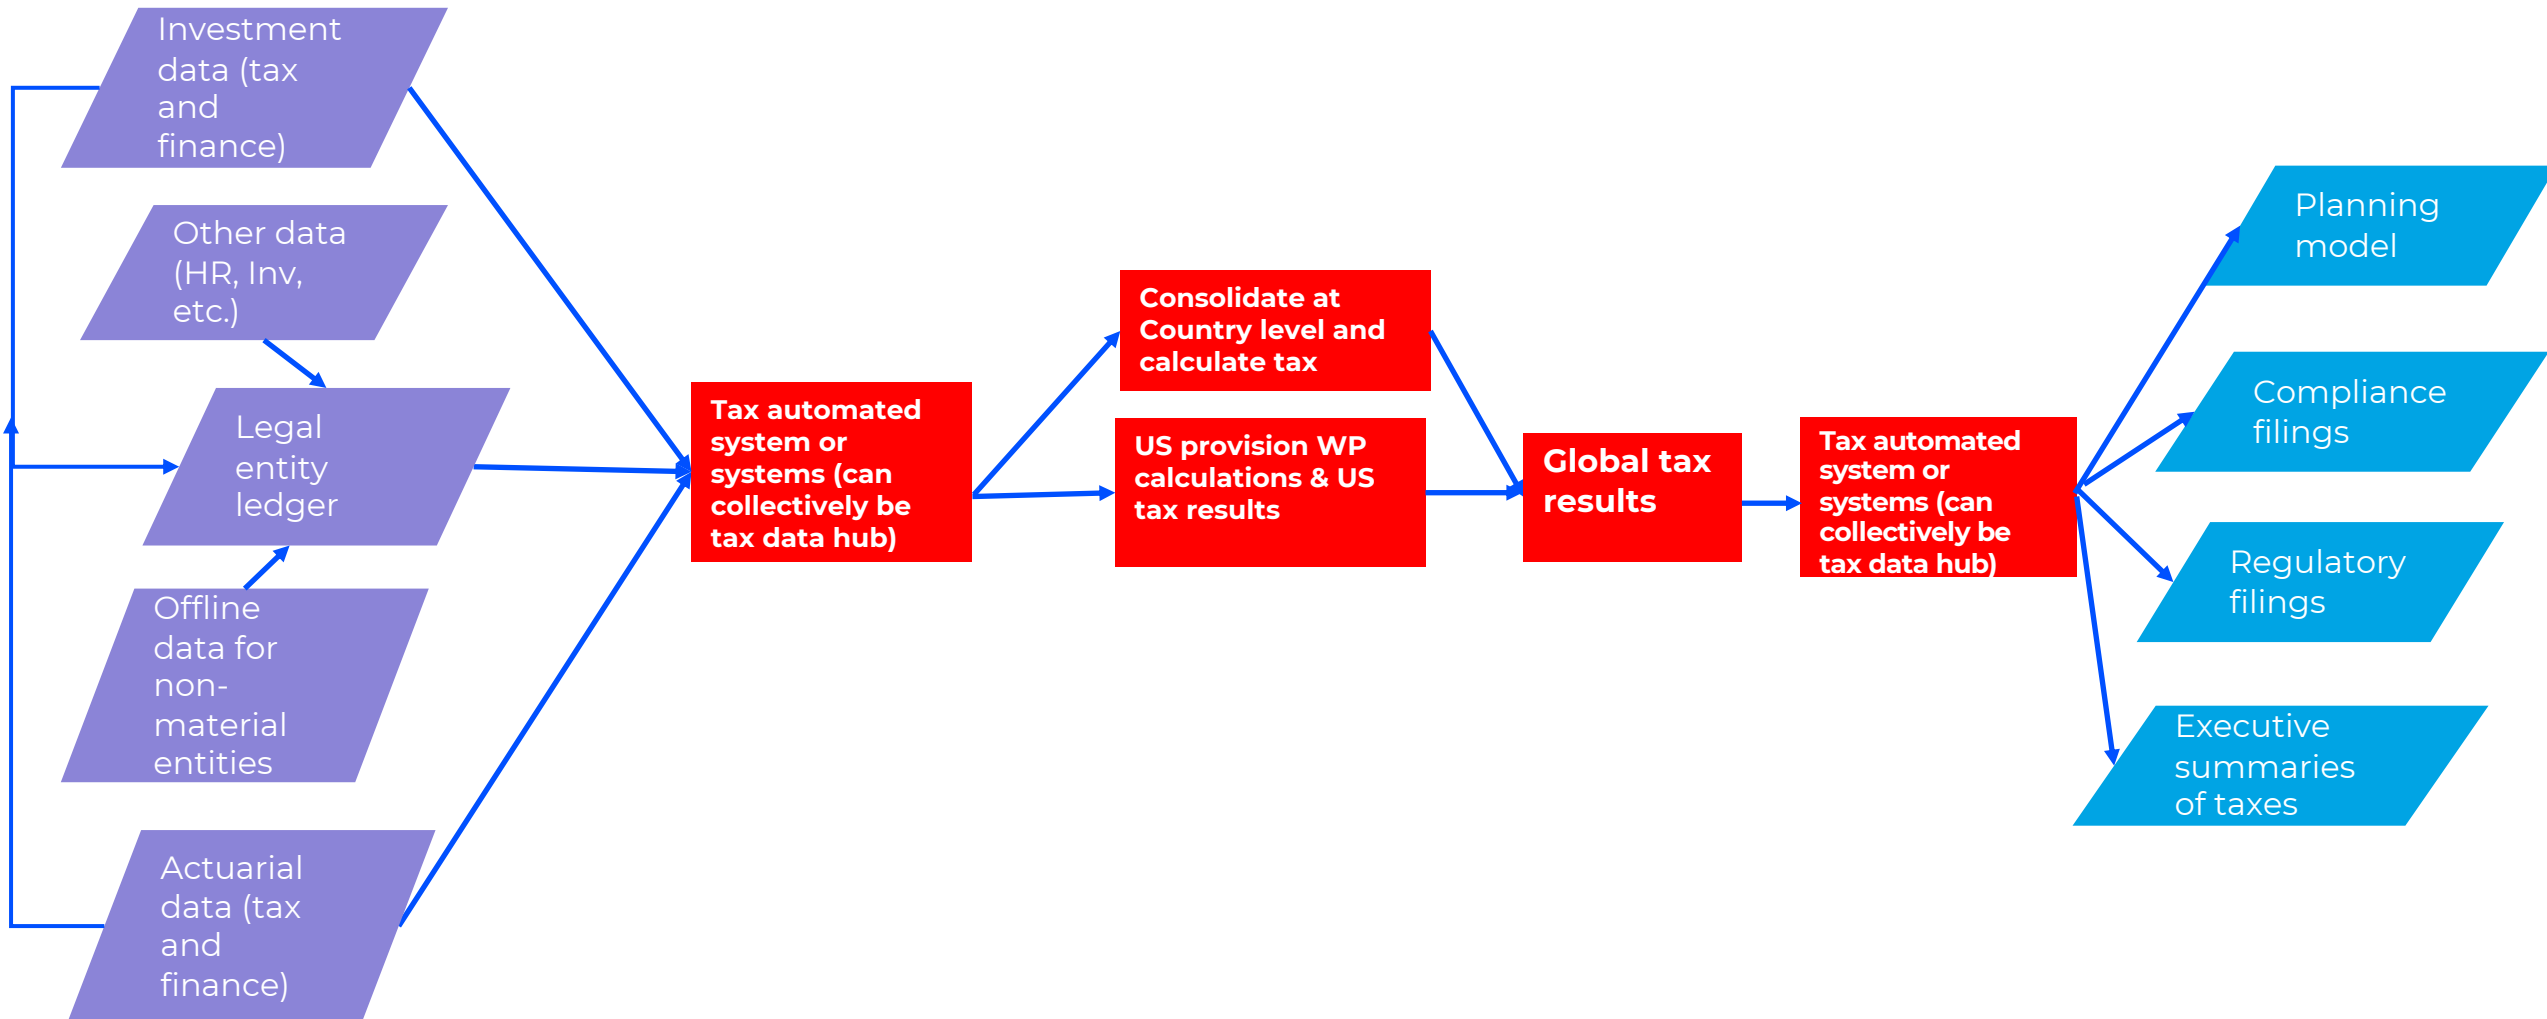 Investment
data (tax
and
finance)
Other data
(HR, Inv,
etc.)
Legal
entity
ledger
Offline
data for
non-
material
entities
Actuarial
data (tax
and
finance)
Tax automated
system or
systems (can
collectively be
tax data hub)
Consolidate at
Country level and
calculate tax
US provision WP
calculations & US
tax results
Global tax
results
Tax automated
system or
systems (can
collectively be
tax data hub)
Planning
model
Compliance
filings
Regulatory
filings
Executive
summaries
of taxes